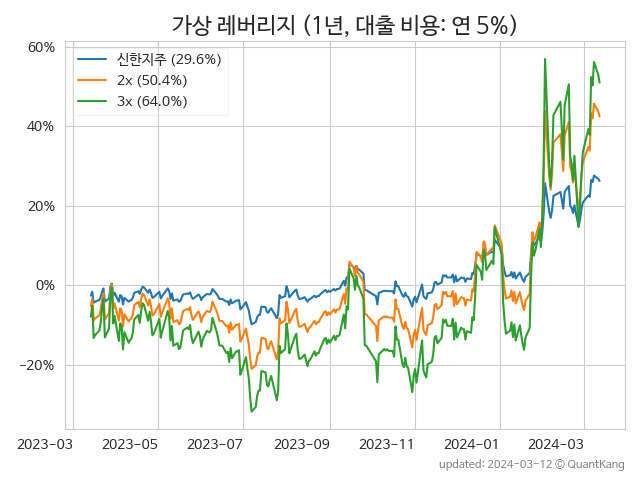 가상 레버리지 (1년, 대출 비용: 연 5%)
신한지주 (29.6%)
2x (50.4%)
3x (64.0%)
60%
40%
20%
0%
−20%
2023-03 2023-05 2023-07 2023-09 2023-11 2024-01 2024-03
updated: 2024-03-12 © QuantKang